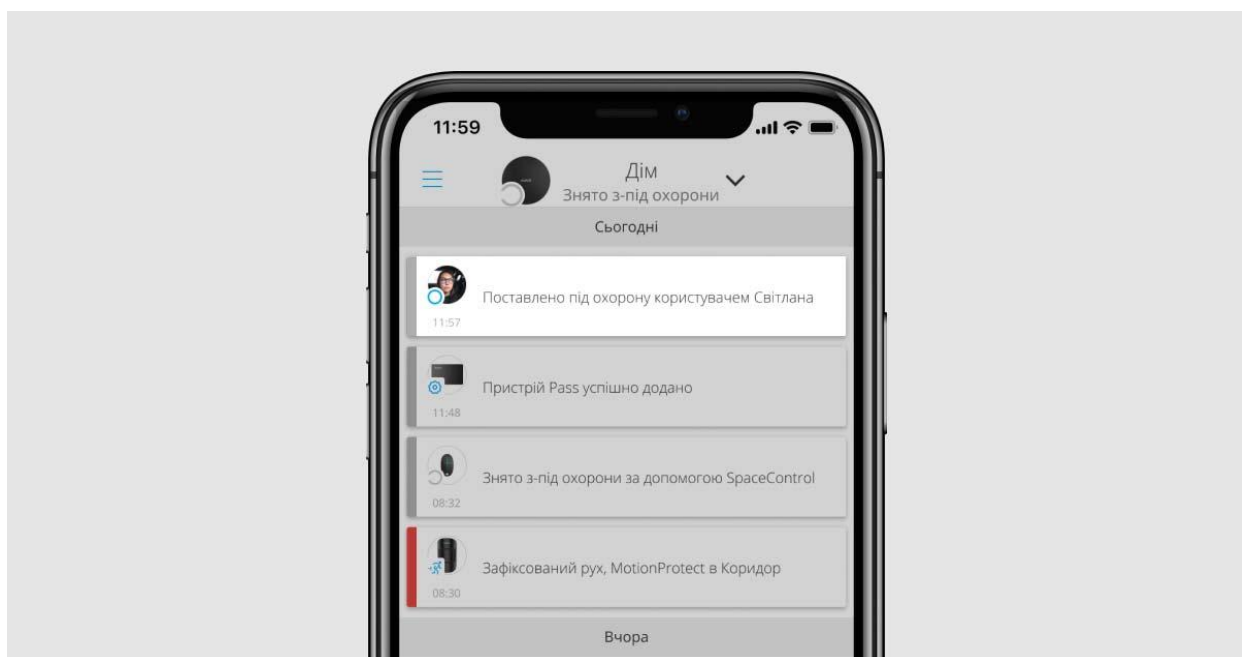 11:59
Дім
Знято з-під охорони
Сьогодні
Поставлено під охорону користувачем Світлана
11:57
Пристрій Pass успішно додано
11:48
Знято з-під охорони за допомогою SpaceControl
08:32
Зафіксований рух, MotionProtect в Коридор
08:30
Вчора